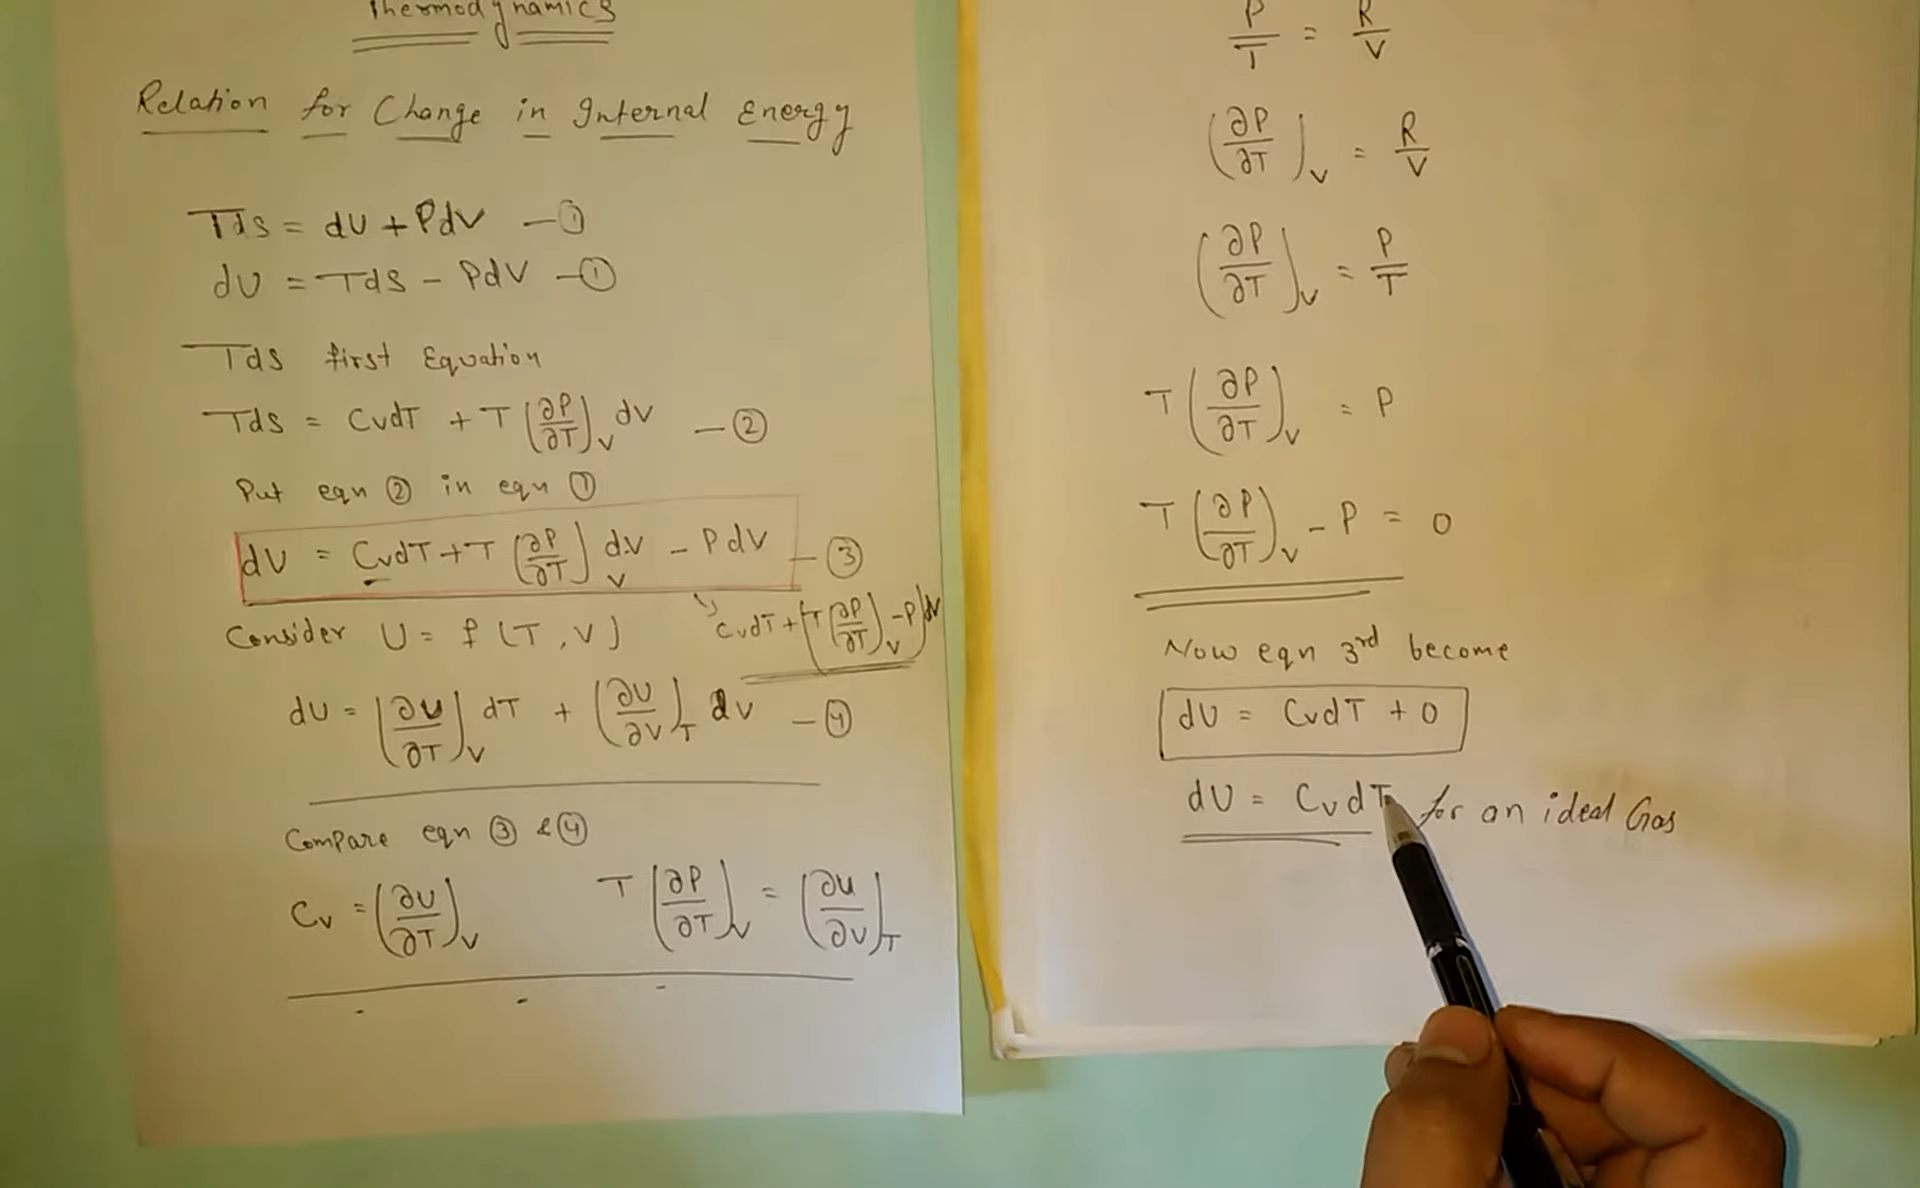 Thermodynamics
Relation for Change in Internal Energy
Tds = dU + PdV — ①
dU = Tds - PdV — ①
Tds first Equation
Tds = CvdT + T (∂P/∂T)v dv — ②
Put eqn ② in eqn ①
dU = CvdT + T (∂P/∂T)v dv - Pdv — ③
CvdT + [T (∂P/∂T)v - P] dv
Consider U = f (T, V)
dU = (∂U/∂T)v dT + (∂U/∂V)T dv — ④
Compare eqn ③ & ④
Cv = (∂U/∂T)v T (∂P/∂T)v = (∂U/∂V)T
P/T = R/V
(∂P/∂T)v = R/V
(∂P/∂T)v = P/T
T (∂P/∂T)v = P
T (∂P/∂T)v - P = 0
Now eqn 3rd become
dU = CvdT + 0
dU = CvdT for an ideal Gas